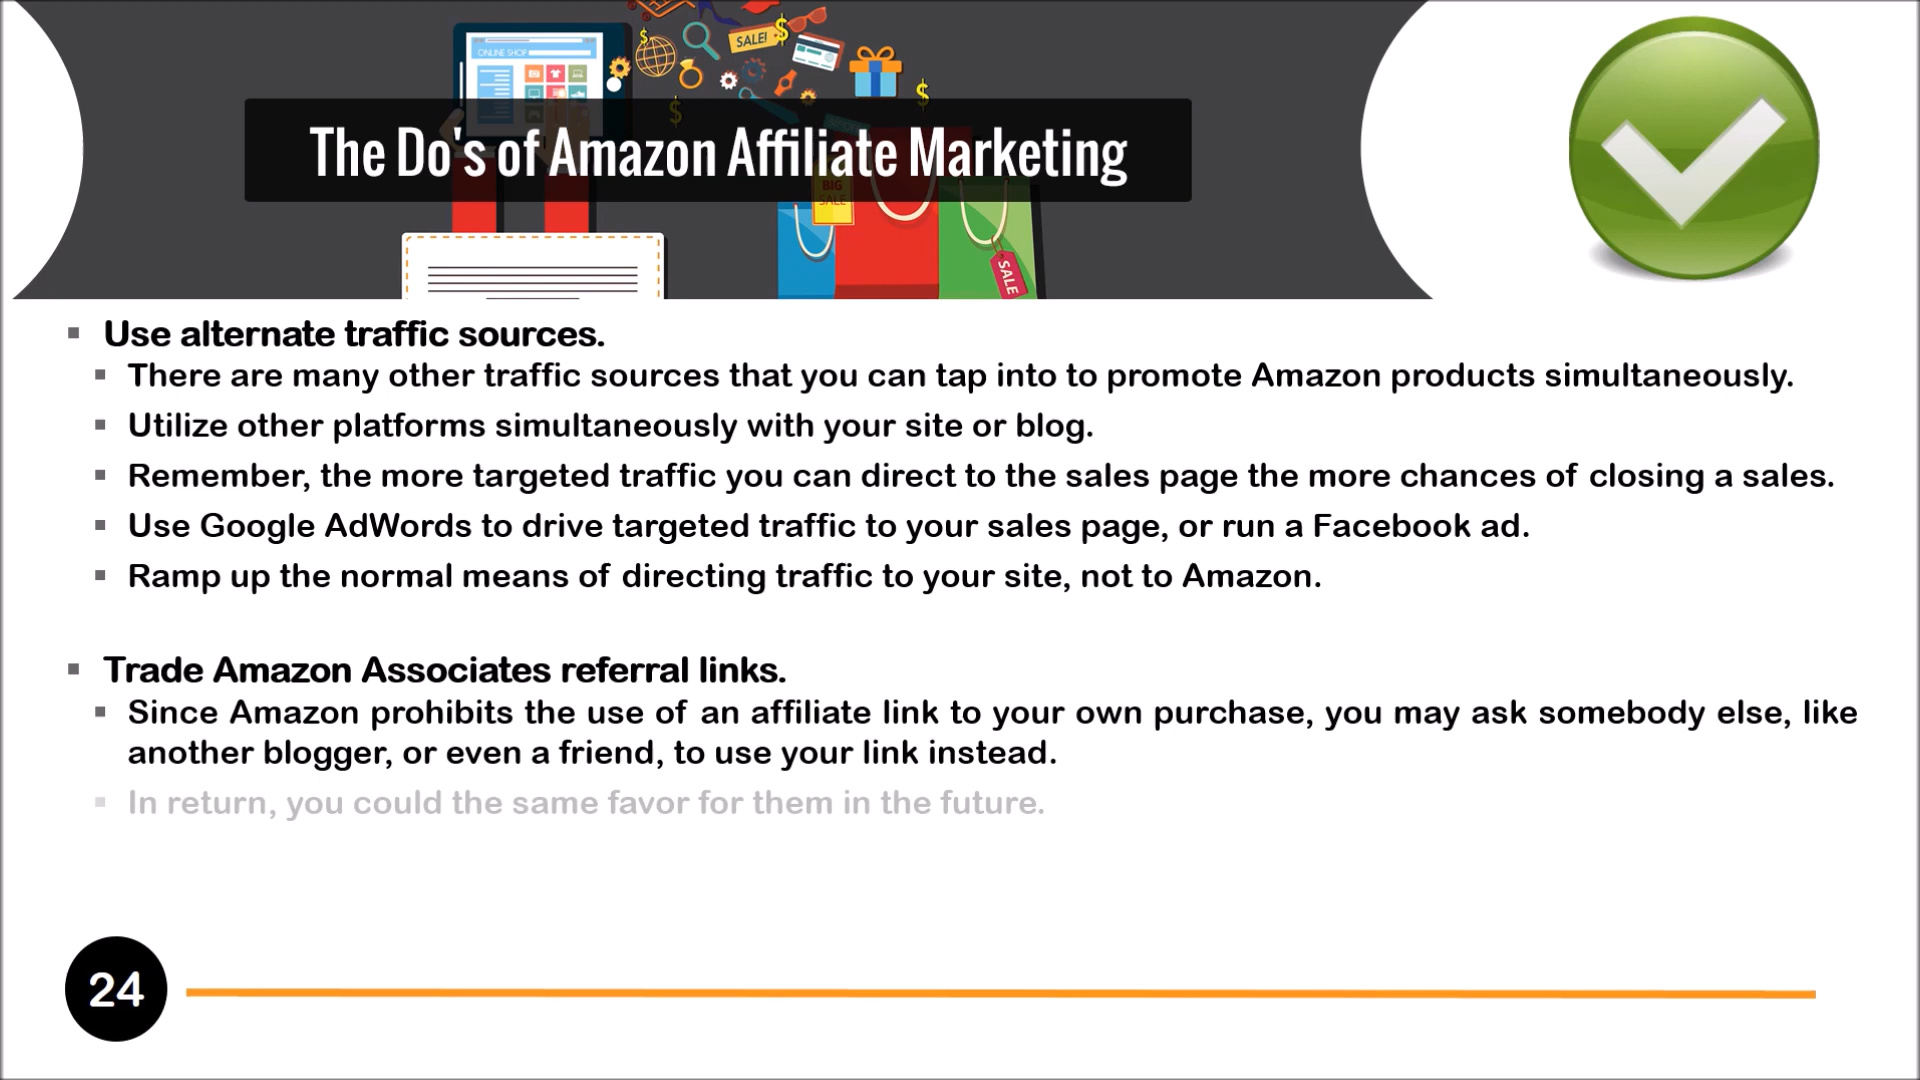 ONLINE SHOP
SALE!
The Do's of Amazon Affiliate Marketing
BIG
SALE
SALE
Use alternate traffic sources.
There are many other traffic sources that you can tap into to promote Amazon products simultaneously.
Utilize other platforms simultaneously with your site or blog.
Remember, the more targeted traffic you can direct to the sales page the more chances of closing a sales.
Use Google AdWords to drive targeted traffic to your sales page, or run a Facebook ad.
Ramp up the normal means of directing traffic to your site, not to Amazon.
Trade Amazon Associates referral links.
Since Amazon prohibits the use of an affiliate link to your own purchase, you may ask somebody else, like
another blogger, or even a friend, to use your link instead.
In return, you could the same favor for them in the future.
24